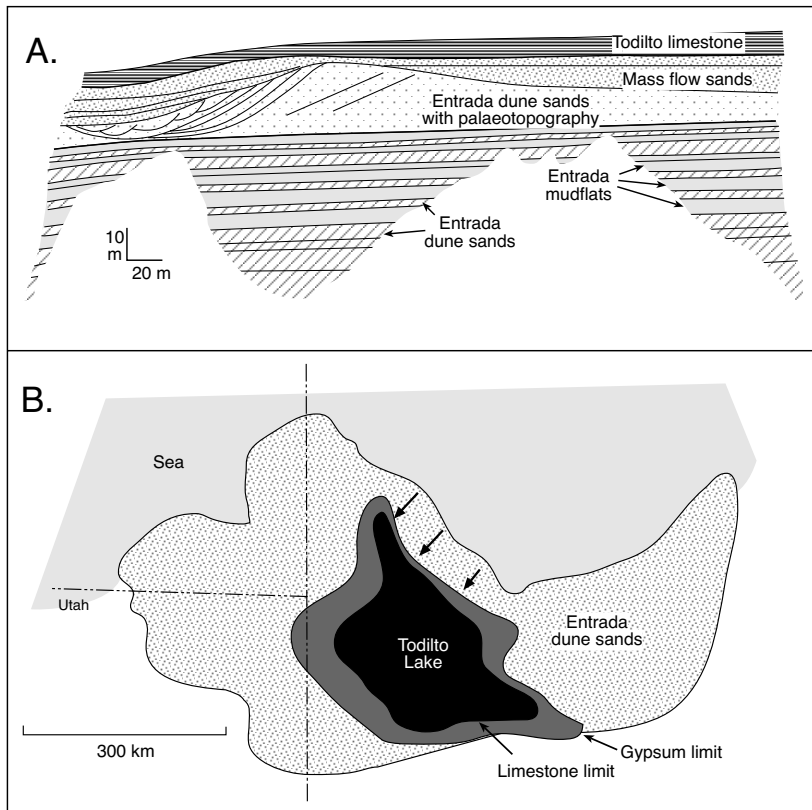 A.
Todilto limestone
Mass flow sands
Entrada dune sands
with palaeotopography
Entrada
mudflats
Entrada
dune sands
10
m
20 m
B.
Sea
Utah
Entrada
dune sands
Todilto
Lake
300 km
Limestone limit
Gypsum limit